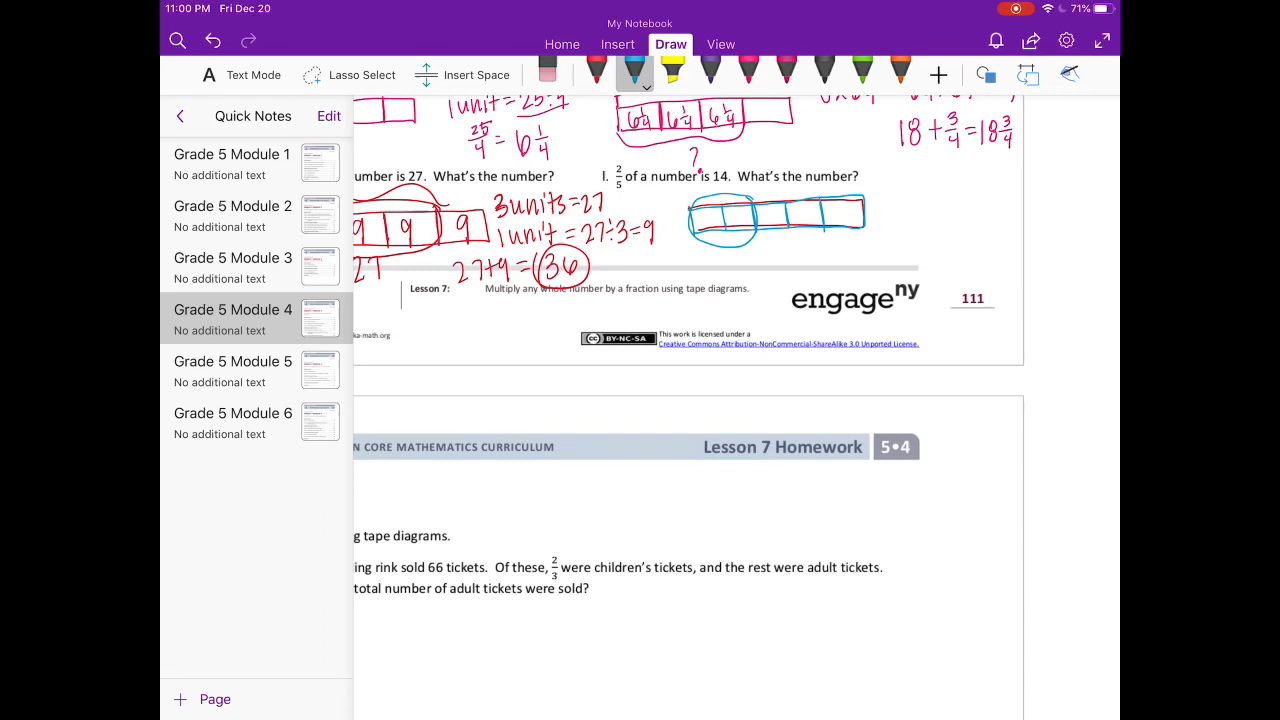 11:00 PM Fri Dec 20
71%
My Notebook
Home Insert Draw View
Text Mode Lasso Select Insert Space
Quick Notes Edit
Grade 5 Module 1
No additional text
Grade 5 Module 2
No additional text
Grade 5 Module 3
No additional text
Grade 5 Module 4
No additional text
Grade 5 Module 5
No additional text
Grade 5 Module 6
No additional text
+ Page
1 unit = 25÷4
25/4 = 6 1/4
6 1/4 6 1/4 6 1/4
?
18 + 3/4 = 18 3/4
umber is 27. What's the number?
I. 2/5 of a number is 14. What's the number?
9 9 9
27
3 units = 27
1 unit = 27÷3=9
27+9 = 36
Lesson 7: Multiply any whole number by a fraction using tape diagrams.
engageny 111
ka-math.org
CC BY-NC-SA
This work is licensed under a
Creative Commons Attribution-NonCommercial-ShareAlike 3.0 Unported License.
N CORE MATHEMATICS CURRICULUM Lesson 7 Homework 5•4
g tape diagrams.
ing rink sold 66 tickets. Of these, 2/3 were children's tickets, and the rest were adult tickets.
total number of adult tickets were sold?